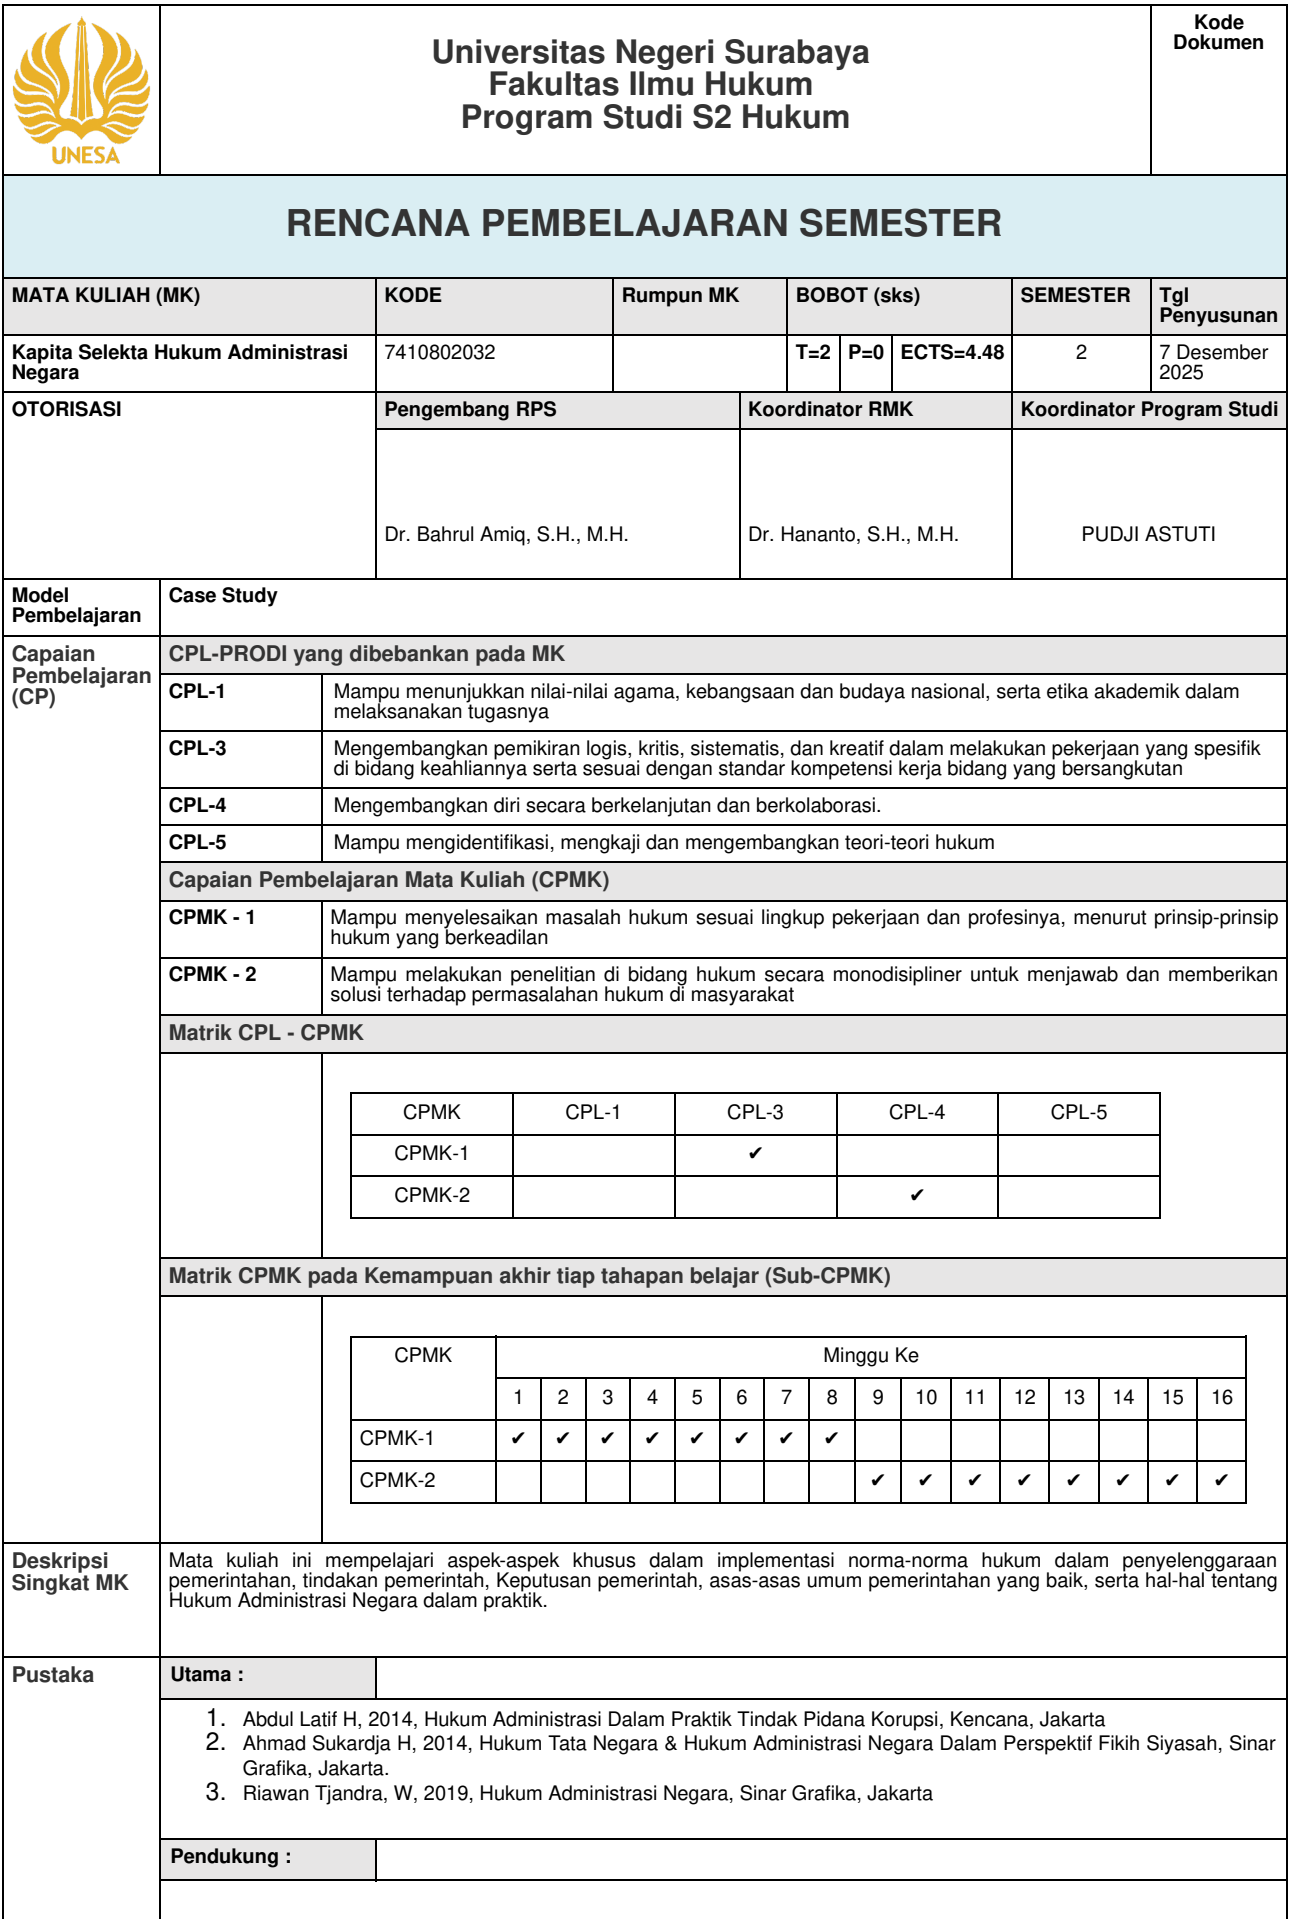 UNESA
Universitas Negeri Surabaya
Fakultas Ilmu Hukum
Program Studi S2 Hukum
Kode
Dokumen
RENCANA PEMBELAJARAN SEMESTER
MATA KULIAH (MK)
KODE
Rumpun MK
BOBOT (sks)
SEMESTER
Tgl
Penyusunan
Kapita Selekta Hukum Administrasi
Negara
7410802032
T=2
P=0
ECTS=4.48
2
7 Desember
2025
OTORISASI
Pengembang RPS
Koordinator RMK
Koordinator Program Studi
Dr. Bahrul Amiq, S.H., M.H.
Dr. Hananto, S.H., M.H.
PUDJI ASTUTI
Model
Pembelajaran
Case Study
Capaian
Pembelajaran
(CP)
CPL-PRODI yang dibebankan pada MK
CPL-1
Mampu menunjukkan nilai-nilai agama, kebangsaan dan budaya nasional, serta etika akademik dalam
melaksanakan tugasnya
CPL-3
Mengembangkan pemikiran logis, kritis, sistematis, dan kreatif dalam melakukan pekerjaan yang spesifik
di bidang keahliannya serta sesuai dengan standar kompetensi kerja bidang yang bersangkutan
CPL-4
Mengembangkan diri secara berkelanjutan dan berkolaborasi.
CPL-5
Mampu mengidentifikasi, mengkaji dan mengembangkan teori-teori hukum
Capaian Pembelajaran Mata Kuliah (CPMK)
CPMK - 1
Mampu menyelesaikan masalah hukum sesuai lingkup pekerjaan dan profesinya, menurut prinsip-prinsip
hukum yang berkeadilan
CPMK - 2
Mampu melakukan penelitian di bidang hukum secara monodisipliner untuk menjawab dan memberikan
solusi terhadap permasalahan hukum di masyarakat
Matrik CPL - CPMK
CPMK CPL-1 CPL-3 CPL-4 CPL-5
CPMK-1 ✔
CPMK-2 ✔
Matrik CPMK pada Kemampuan akhir tiap tahapan belajar (Sub-CPMK)
CPMK Minggu Ke
1 2 3 4 5 6 7 8 9 10 11 12 13 14 15 16
CPMK-1 ✔ ✔ ✔ ✔ ✔ ✔ ✔ ✔
CPMK-2 ✔ ✔ ✔ ✔ ✔ ✔ ✔ ✔
Deskripsi
Singkat MK
Mata kuliah ini mempelajari aspek-aspek khusus dalam implementasi norma-norma hukum dalam penyelenggaraan
pemerintahan, tindakan pemerintah, Keputusan pemerintah, asas-asas umum pemerintahan yang baik, serta hal-hal tentang
Hukum Administrasi Negara dalam praktik.
Pustaka
Utama :
1. Abdul Latif H, 2014, Hukum Administrasi Dalam Praktik Tindak Pidana Korupsi, Kencana, Jakarta
2. Ahmad Sukardja H, 2014, Hukum Tata Negara & Hukum Administrasi Negara Dalam Perspektif Fikih Siyasah, Sinar
Grafika, Jakarta.
3. Riawan Tjandra, W, 2019, Hukum Administrasi Negara, Sinar Grafika, Jakarta
Pendukung :